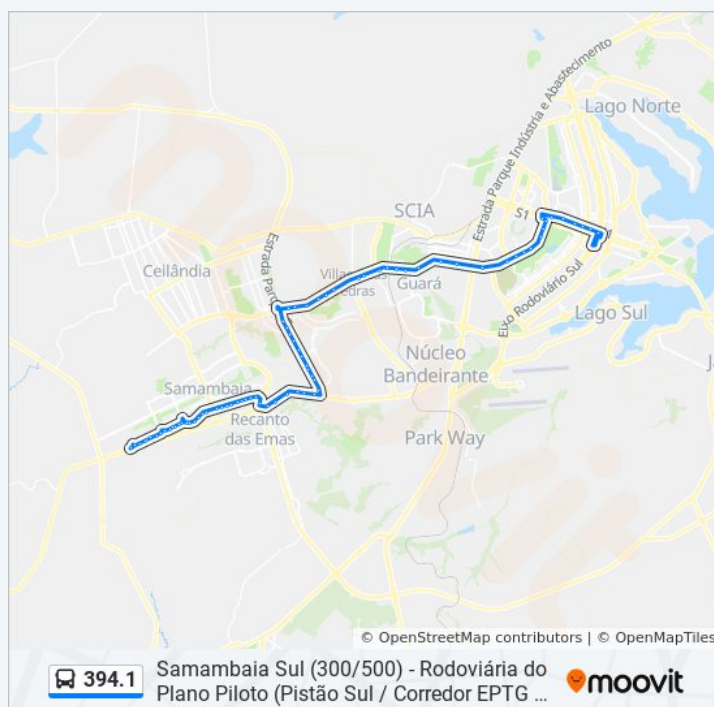 Estrada Parque Indústria e Abastecimento
Lago Norte
SCIA
S1
Ceilândia
Estrada Parq
Guará
Eixo Rodoviário Sul
Lago Sul
Núcleo
Bandeirante
Samambaia
Recanto
das Emas
Park Way
© OpenStreetMap contributors | © OpenMapTiles
394.1
Samambaia Sul (300/500) - Rodoviária do
Plano Piloto (Pistão Sul / Corredor EPTG ...
moovit